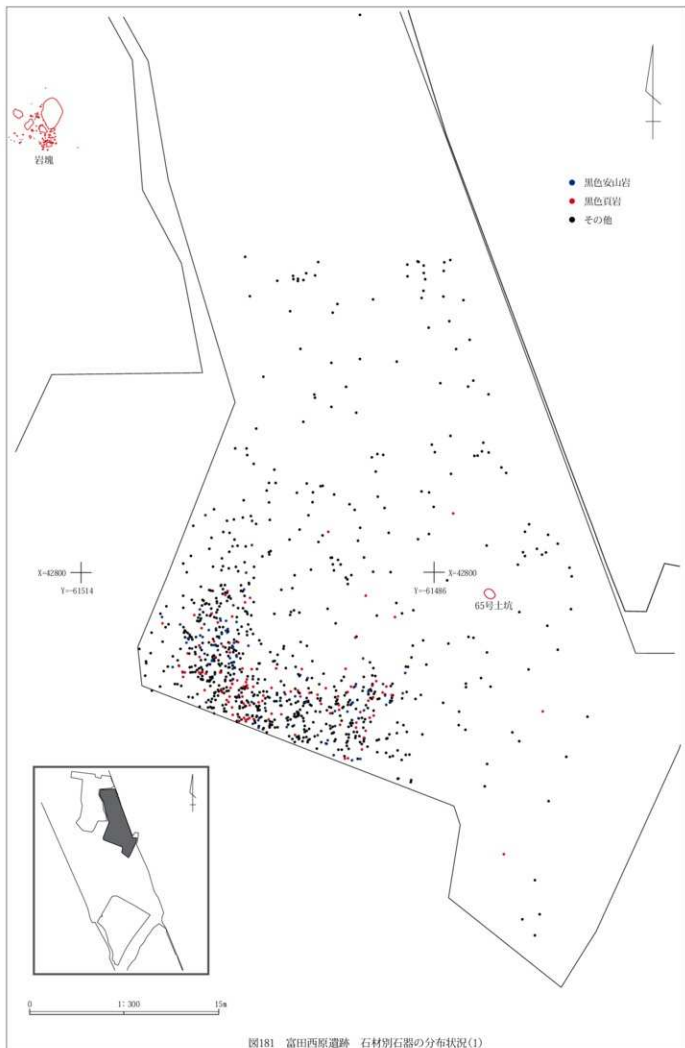 岩塊
黒色安山岩
黒色頁岩
その他
X=42800
Y=-61514
X=42800
Y=-61486
65号土坑
0 1: 300 15m
図181 富田西原遺跡 石材別石器の分布状況(1)